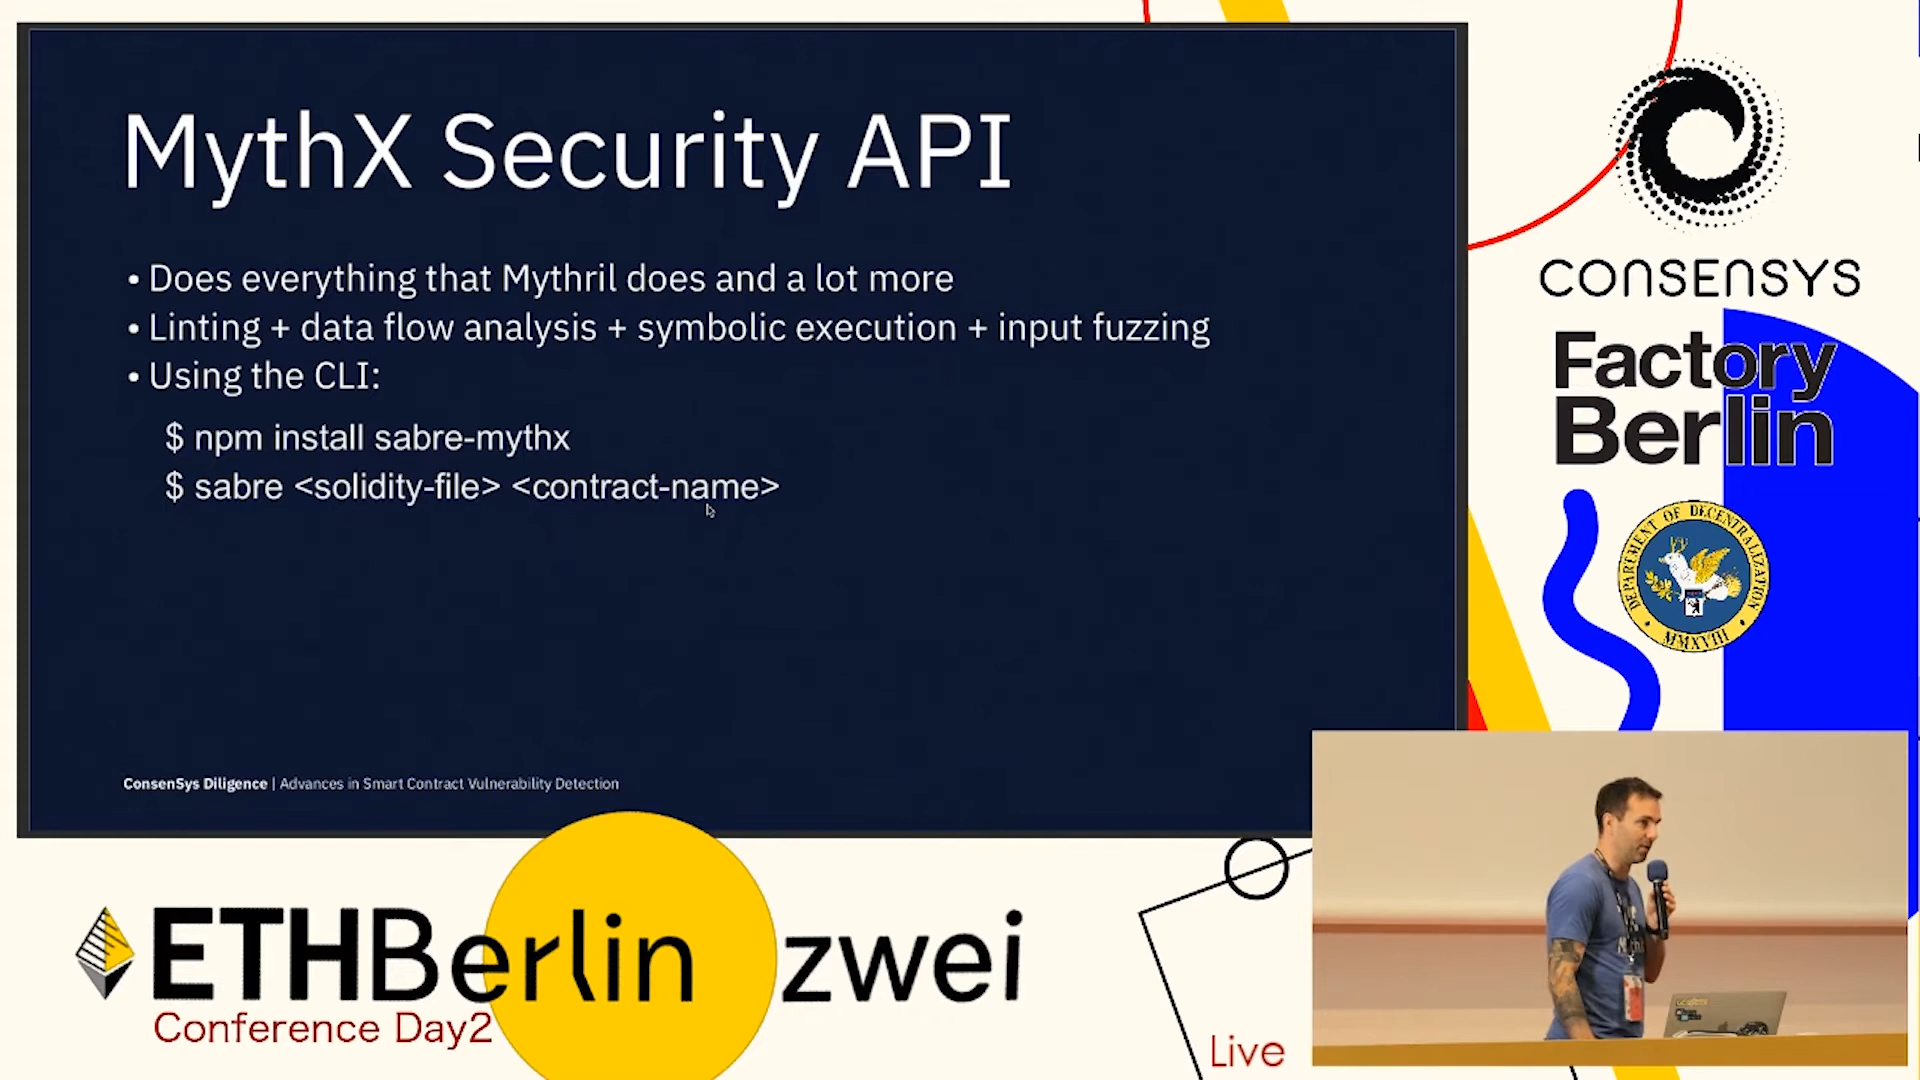 MythX Security API
• Does everything that Mythril does and a lot more
• Linting + data flow analysis + symbolic execution + input fuzzing
• Using the CLI:
$ npm install sabre-mythx
$ sabre <solidity-file> <contract-name>
ConsenSys Diligence | Advances in Smart Contract Vulnerability Detection
CONSENSYS
Factory
Berlin
DEPARTMENT OF DECENTRALIZATION
MMXVIII
ETHBerlin zwei
Conference Day2
Live